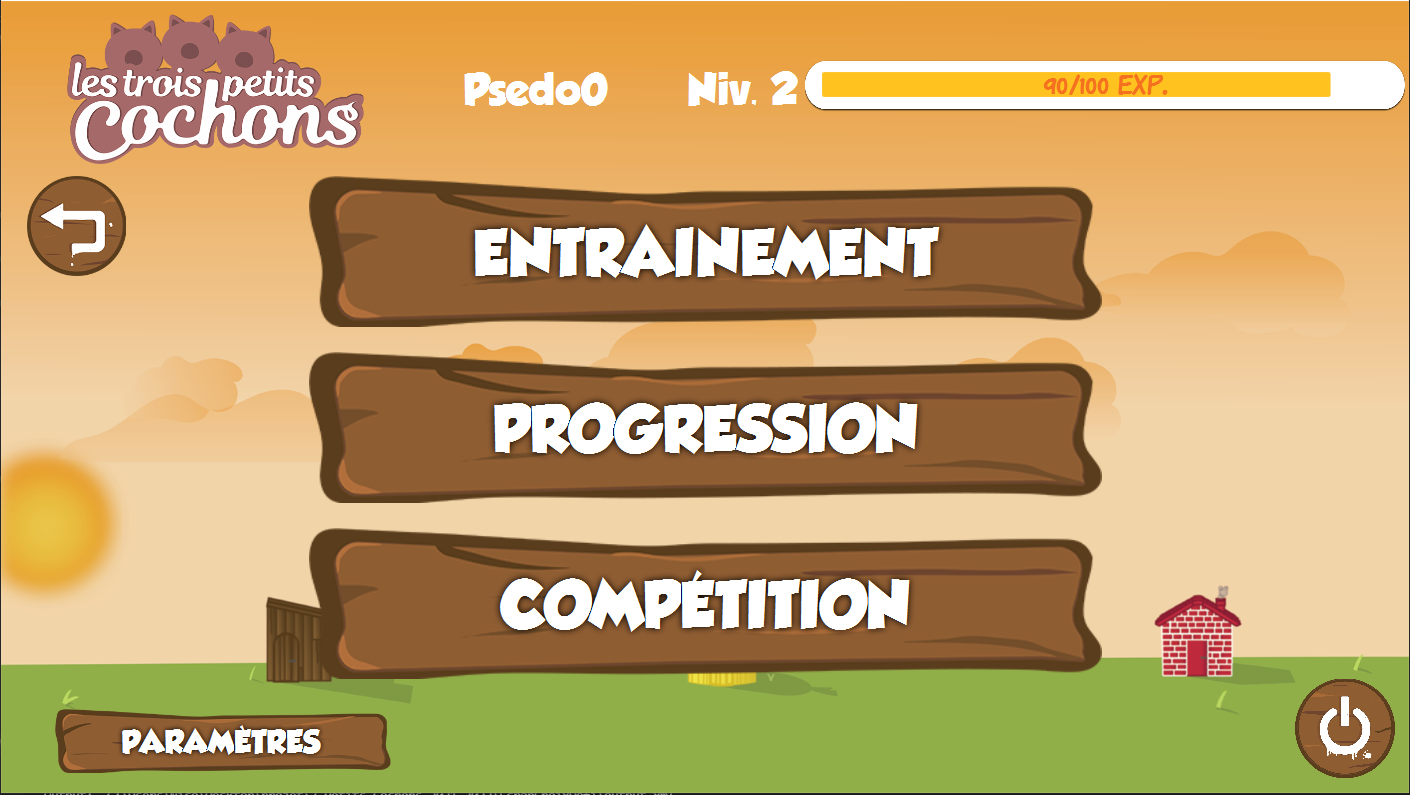 les trois petits
Cochons
Psedo0
Niv. 2
90/100 EXP.
ENTRAINEMENT
PROGRESSION
COMPÉTITION
PARAMÈTRES